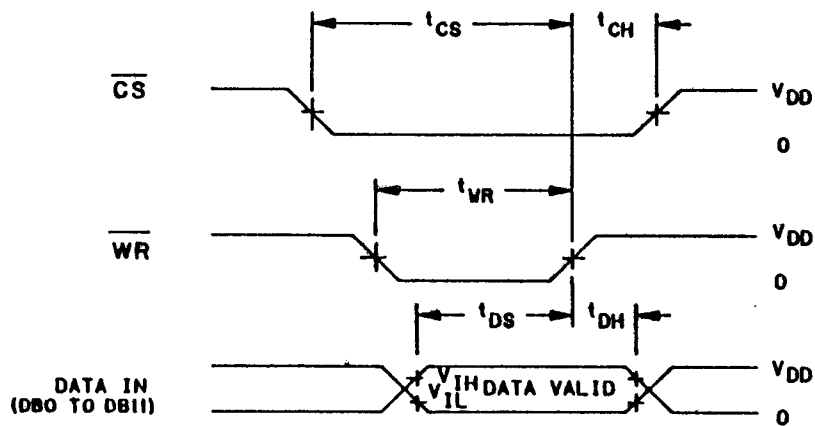 tCS tCH
CS VDD
0
tWR
WR VDD
0
tDS tDH
DATA IN VIH DATA VALID VDD
(DB0 TO DB11) VIL 0